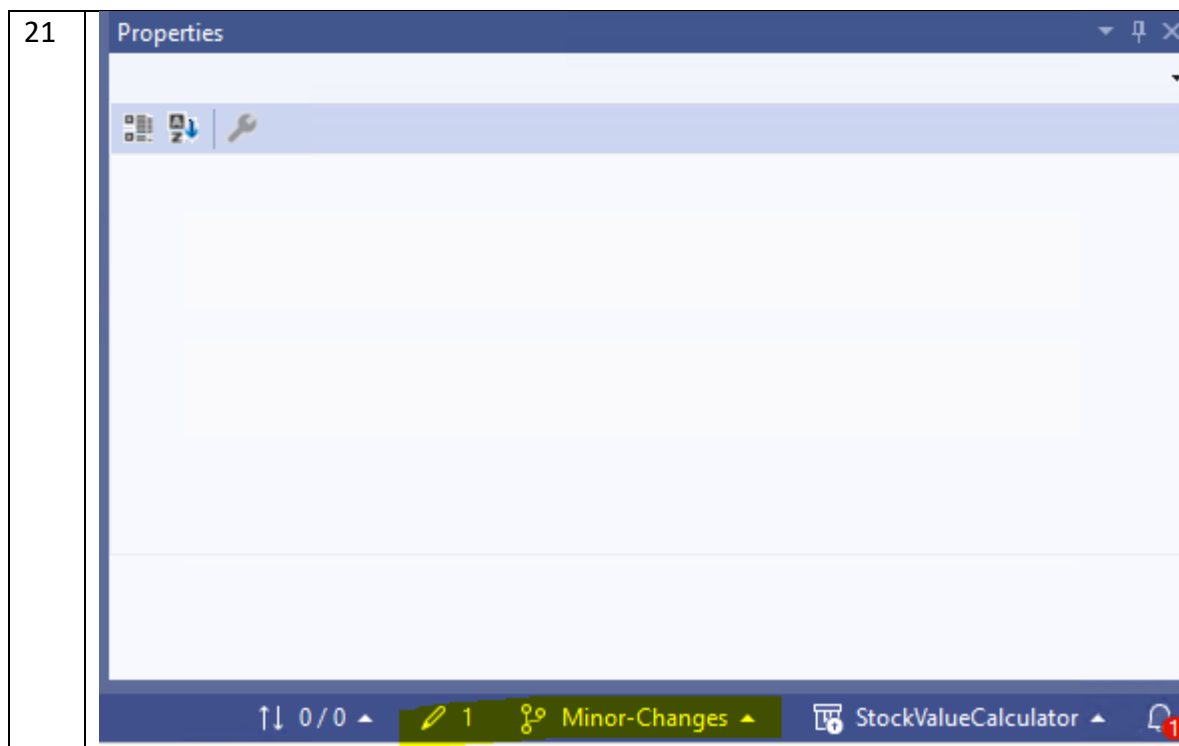 21
Properties
↑↓ 0 / 0 1 Minor-Changes StockValueCalculator 1